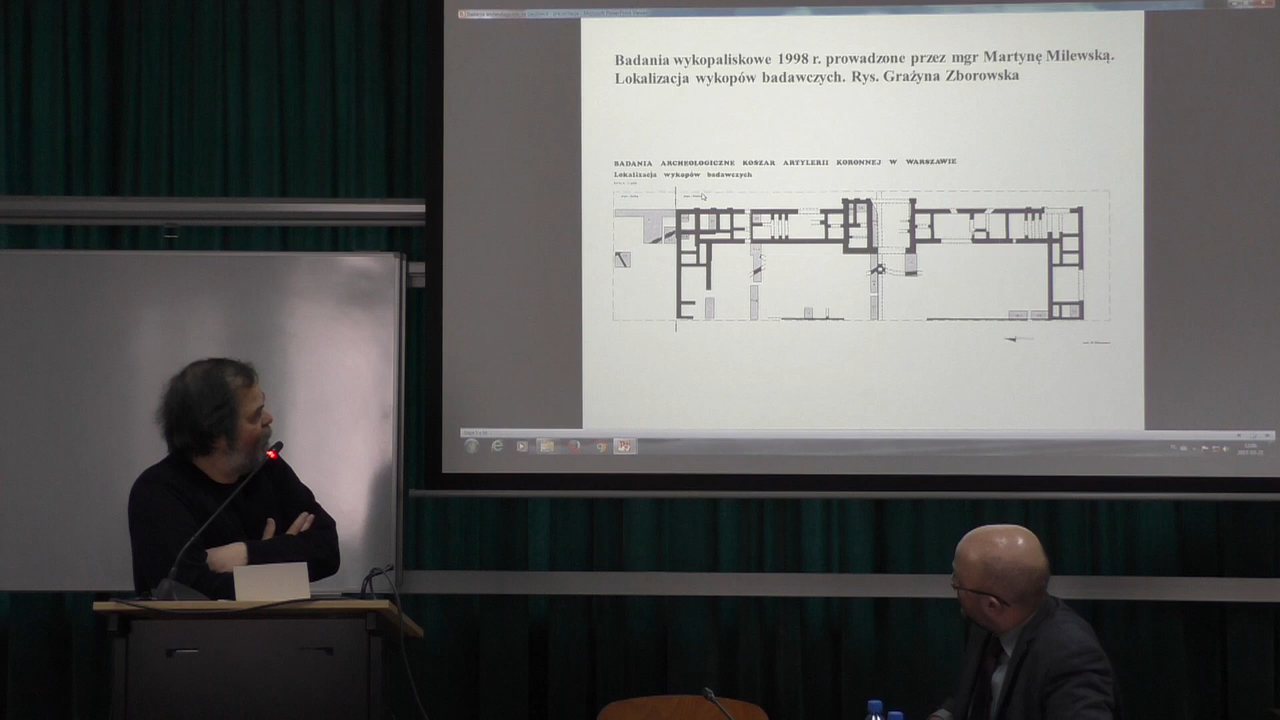 Badania wykopaliskowe 1998 r. prowadzone przez mgr Martynę Milewską.
Lokalizacja wykopów badawczych. Rys. Grażyna Zborowska
BADANIA ARCHEOLOGICZNE KOSZAR ARTYLERII KORONNEJ W WARSZAWIE
Lokalizacja wykopów badawczych